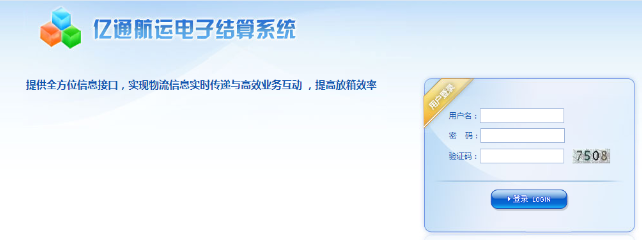 亿通航运电子结算系统
提供全方位信息接口，实现物流信息实时传递与高效业务互动 ，提高放箱效率
用户登录
用户名：
密 码：
验证码：
7508
登录 LOGIN